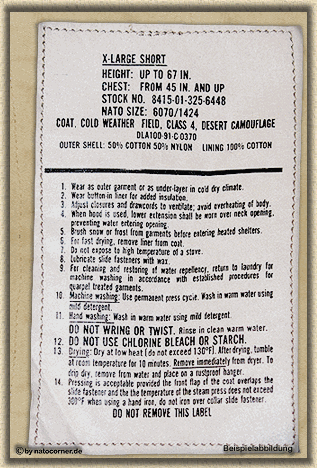 X-LARGE SHORT
HEIGHT: UP TO 67 IN.
CHEST: FROM 45 IN. AND UP
STOCK NO. 8415-01-325-6448
NATO SIZE: 6070/1424
COAT, COLD WEATHER FIELD, CLASS 4, DESERT CAMOUFLAGE
DLA100-91-C-0370
OUTER SHELL: 50% COTTON 50% NYLON LINING 100% COTTON
1. Wear as outer garment or as under-layer in cold dry climate.
2. Wear button-in liner for added insulation.
3. Adjust closures and drawcords to ventilate; avoid overheating of body.
4. When hood is used, lower extension shall be worn over neck opening,
preventing water entering opening.
5. Brush snow or frost from garments before entering heated shelters.
6. For fast drying, remove liner from coat.
7. Do not expose to high temperature of a stove.
8. Lubricate slide fasteners with wax.
9. For cleaning and restoring of water repellency, return to laundry for
machine washing in accordance with established procedures for
quarpel treated garments.
10. Machine washing: Use permanent press cycle. Wash in warm water using
mild detergent.
11. Hand washing: Wash in warm water using mild detergent.
DO NOT WRING OR TWIST. Rinse in clean warm water.
12. DO NOT USE CHLORINE BLEACH OR STARCH.
13. Drying: Dry at low heat (do not exceed 130°F). After drying, tumble
at room temperature for 10 minutes. Remove immediately from dryer. To
drip dry, remove from water and place on a rustproof hanger.
14. Pressing is acceptable provided the front flap of the coat overlaps the
slide fastener and the the temperature of the steam press does not exceed
300°F when using a hand iron, do not iron over collar slide fastener.
DO NOT REMOVE THIS LABEL
© by natocorner.de
Beispielabbildung